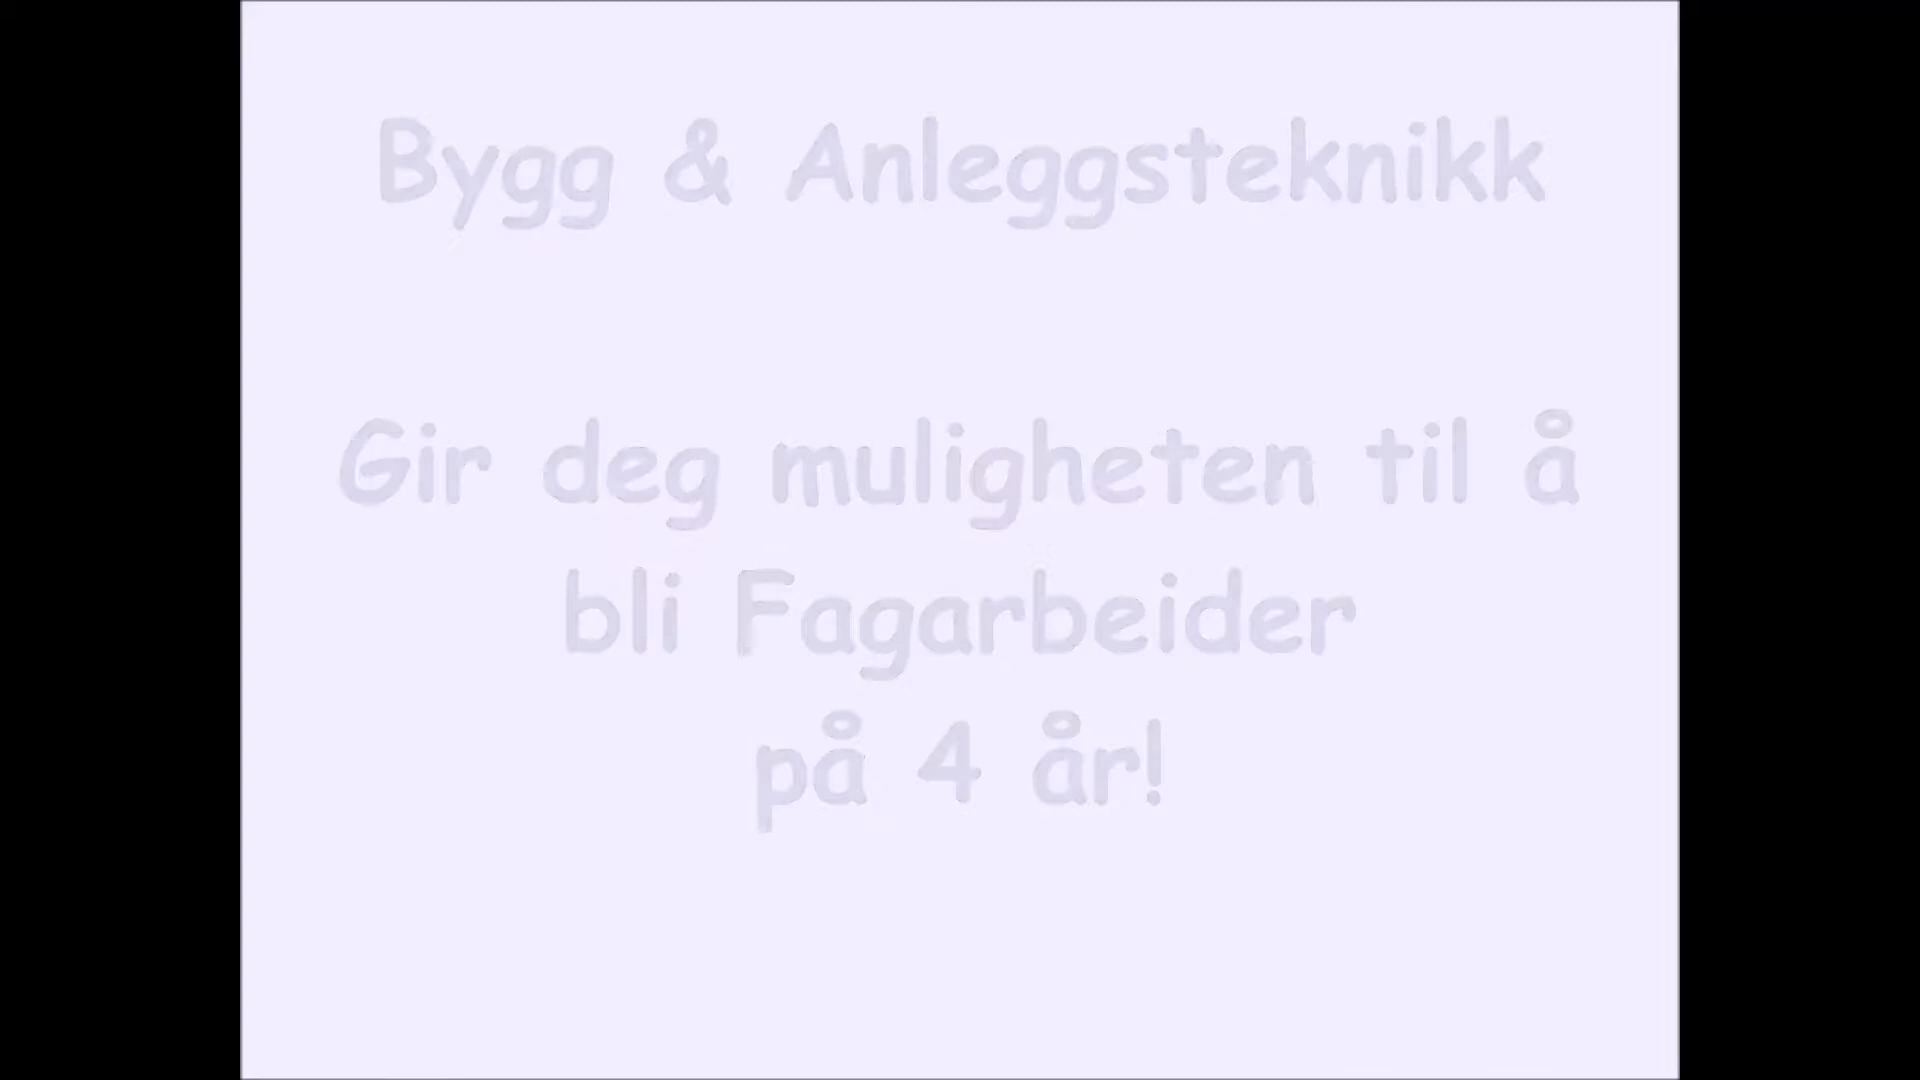 Bygg & Anleggsteknikk
Gir deg muligheten til å
bli Fagarbeider
på 4 år!